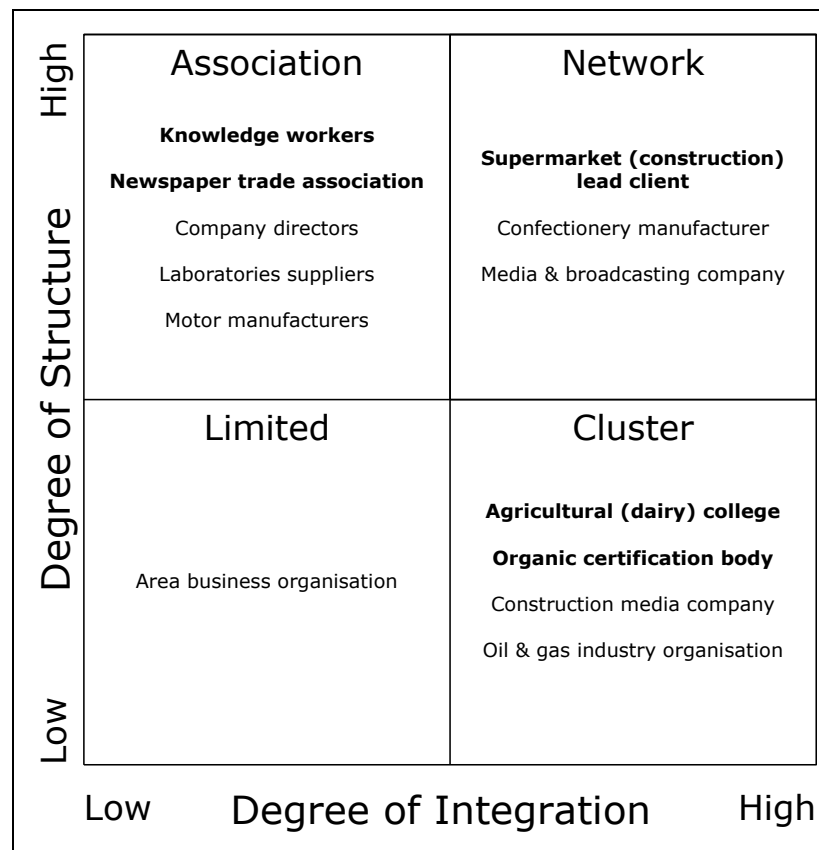 High
Degree of Structure
Low
Association
Knowledge workers
Newspaper trade association
Company directors
Laboratories suppliers
Motor manufacturers
Network
Supermarket (construction)
lead client
Confectionery manufacturer
Media & broadcasting company
Limited
Area business organisation
Cluster
Agricultural (dairy) college
Organic certification body
Construction media company
Oil & gas industry organisation
Low
Degree of Integration
High